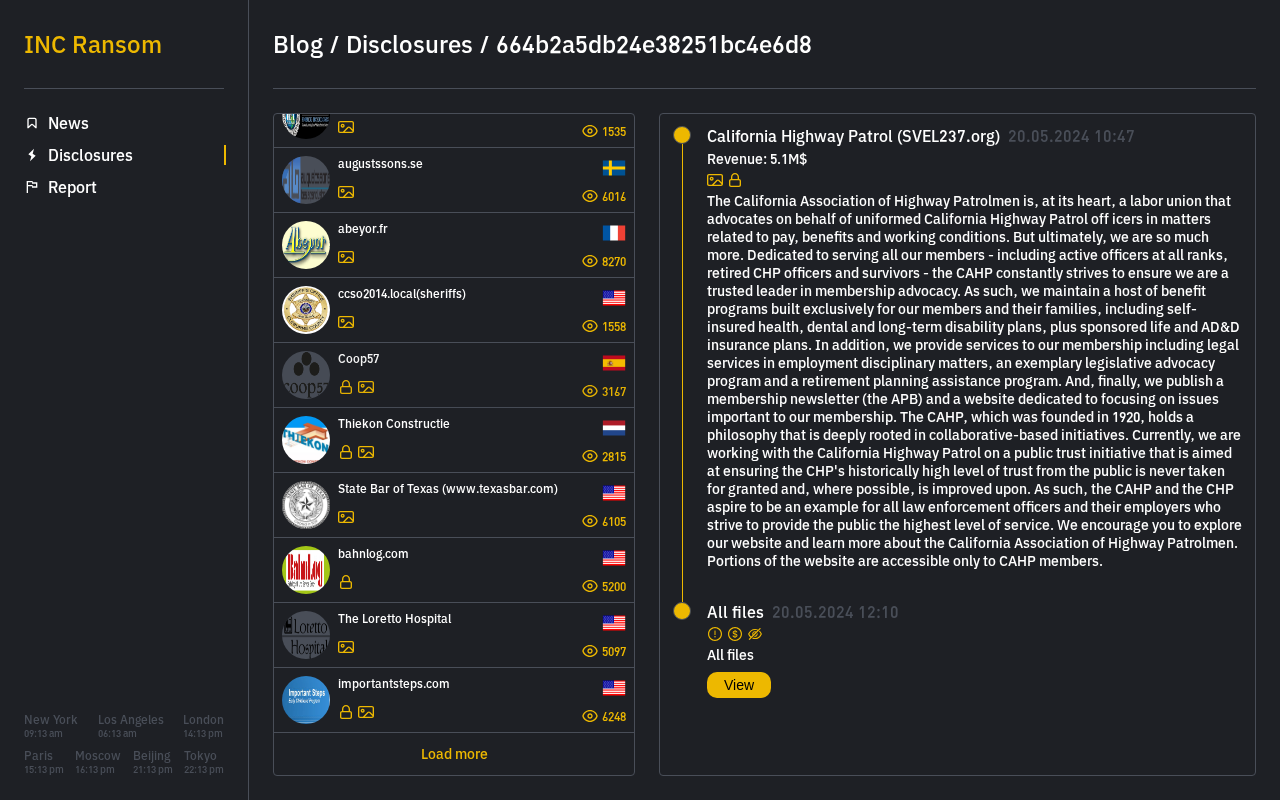 INC Ransom
Blog / Disclosures / 664b2a5db24e38251bc4e6d8
News
Disclosures
Report
1535
augustssons.se
6016
abeyor.fr
Abeyor
8270
ccso2014.local(sheriffs)
1558
Coop57
coop57
3167
Thiekon Constructie
THIEKON
2815
State Bar of Texas (www.texasbar.com)
6105
bahnlog.com
BahnLog
5200
The Loretto Hospital
Loretto
Hospital
5097
importantsteps.com
Important Steps
6248
Load more
California Highway Patrol (SVEL237.org) 20.05.2024 10:47
Revenue: 5.1M$
The California Association of Highway Patrolmen is, at its heart, a labor union that
advocates on behalf of uniformed California Highway Patrol off icers in matters
related to pay, benefits and working conditions. But ultimately, we are so much
more. Dedicated to serving all our members - including active officers at all ranks,
retired CHP officers and survivors - the CAHP constantly strives to ensure we are a
trusted leader in membership advocacy. As such, we maintain a host of benefit
programs built exclusively for our members and their families, including self-
insured health, dental and long-term disability plans, plus sponsored life and AD&D
insurance plans. In addition, we provide services to our membership including legal
services in employment disciplinary matters, an exemplary legislative advocacy
program and a retirement planning assistance program. And, finally, we publish a
membership newsletter (the APB) and a website dedicated to focusing on issues
important to our membership. The CAHP, which was founded in 1920, holds a
philosophy that is deeply rooted in collaborative-based initiatives. Currently, we are
working with the California Highway Patrol on a public trust initiative that is aimed
at ensuring the CHP's historically high level of trust from the public is never taken
for granted and, where possible, is improved upon. As such, the CAHP and the CHP
aspire to be an example for all law enforcement officers and their employers who
strive to provide the public the highest level of service. We encourage you to explore
our website and learn more about the California Association of Highway Patrolmen.
Portions of the website are accessible only to CAHP members.
All files 20.05.2024 12:10
All files
View
New York Los Angeles London
09:13 am 06:13 am 14:13 pm
Paris Moscow Beijing Tokyo
15:13 pm 16:13 pm 21:13 pm 22:13 pm